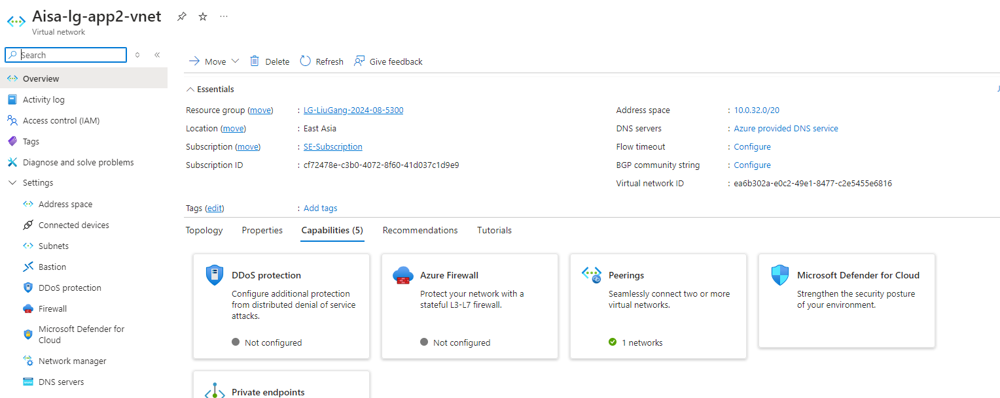 Aisa-lg-app2-vnet
Virtual network
Search
Overview
Activity log
Access control (IAM)
Tags
Diagnose and solve problems
Settings
Address space
Connected devices
Subnets
Bastion
DDoS protection
Firewall
Microsoft Defender for
Cloud
Network manager
DNS servers
Move Delete Refresh Give feedback
Essentials
J
Resource group (move) : LG-LiuGang-2024-08-5300
Location (move) : East Asia
Subscription (move) : SE-Subscription
Subscription ID : cf72478e-c3b0-4072-8f60-41d037c1d9e9
Address space : 10.0.32.0/20
DNS servers : Azure provided DNS service
Flow timeout : Configure
BGP community string : Configure
Virtual network ID : ea6b302a-e0c2-49e1-8477-c2e5455e6816
Tags (edit) : Add tags
Topology Properties Capabilities (5) Recommendations Tutorials
DDoS protection
Configure additional protection
from distributed denial of service
attacks.
Not configured
Azure Firewall
Protect your network with a
stateful L3-L7 firewall.
Not configured
Peerings
Seamlessly connect two or more
virtual networks.
1 networks
Microsoft Defender for Cloud
Strengthen the security posture
of your environment.
Private endpoints